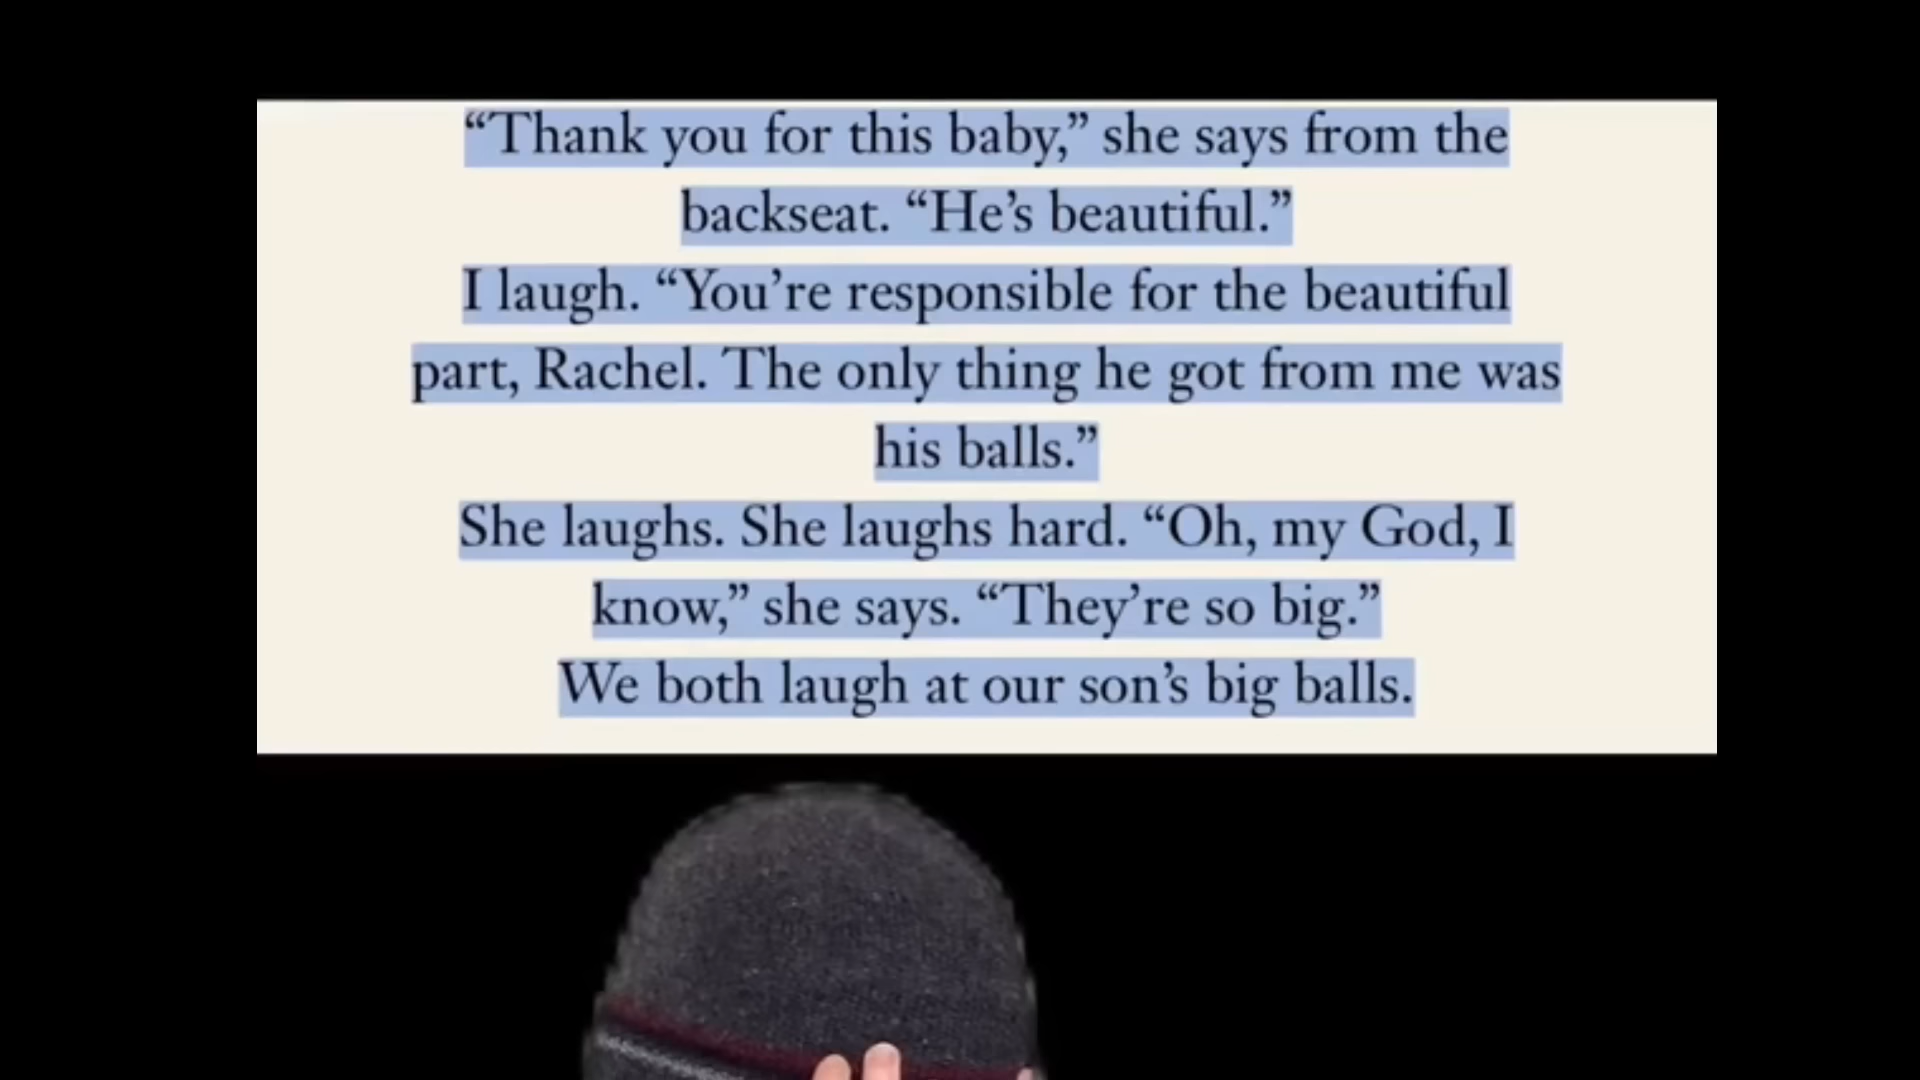 “Thank you for this baby,” she says from the
backseat. “He’s beautiful.”
I laugh. “You’re responsible for the beautiful
part, Rachel. The only thing he got from me was
his balls.”
She laughs. She laughs hard. “Oh, my God, I
know,” she says. “They’re so big.”
We both laugh at our son’s big balls.